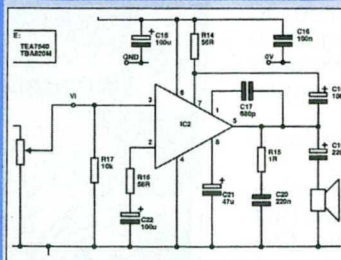 E:
TEA7540
TBA820M
C15
100u
GND
R14
56R
C16
100n
0V
Vi
3
6
7
1
C17
680p
5
IC2
2
4
8
R17
10k
R16
56R
C22
100u
C21
47u
R15
1R
C20
220n